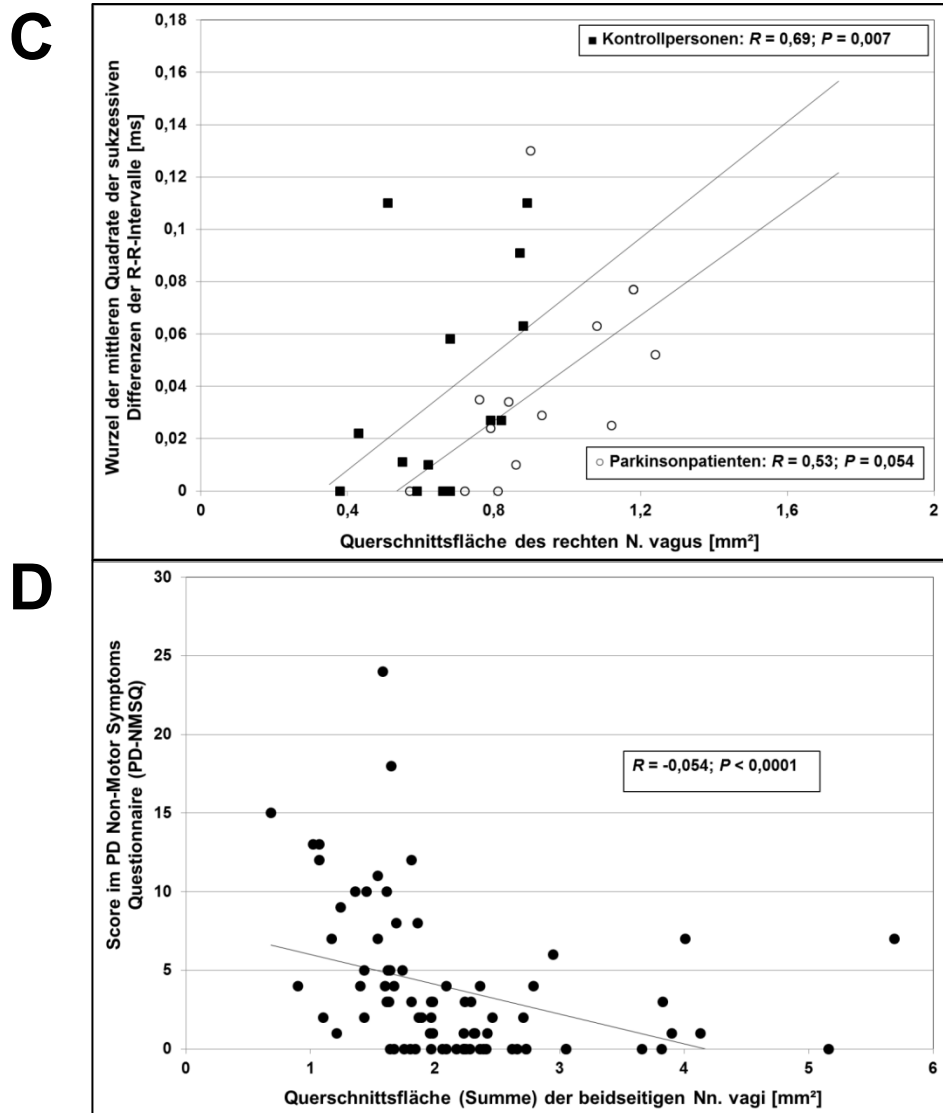 C
0,18
0,16
0,14
0,12
0,1
0,08
0,06
0,04
0,02
0
Wurzel der mittleren Quadrate der sukzessiven
Differenzen der R-R-Intervalle [ms]
■ Kontrollpersonen: R = 0,69; P = 0,007
○ Parkinsonpatienten: R = 0,53; P = 0,054
0 0,4 0,8 1,2 1,6 2
Querschnittsfläche des rechten N. vagus [mm²]
D
30
25
20
15
10
5
0
Score im PD Non-Motor Symptoms
Questionnaire (PD-NMSQ)
R = -0,054; P < 0,0001
0 1 2 3 4 5 6
Querschnittsfläche (Summe) der beidseitigen Nn. vagi [mm²]